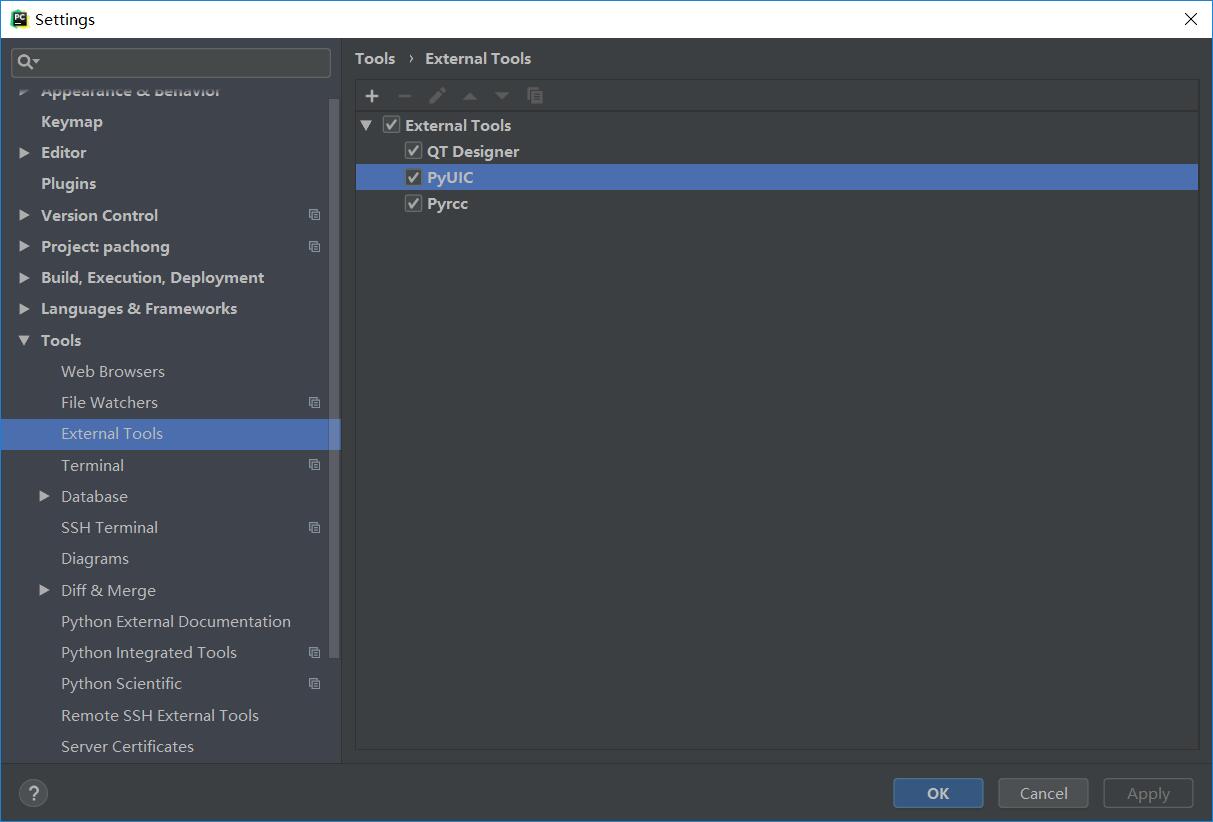 PC Settings
Appearance & Behavior
Keymap
Editor
Plugins
Version Control
Project: pachong
Build, Execution, Deployment
Languages & Frameworks
Tools
Web Browsers
File Watchers
External Tools
Terminal
Database
SSH Terminal
Diagrams
Diff & Merge
Python External Documentation
Python Integrated Tools
Python Scientific
Remote SSH External Tools
Server Certificates
Tools › External Tools
External Tools
QT Designer
PyUIC
Pyrcc
? OK Cancel Apply